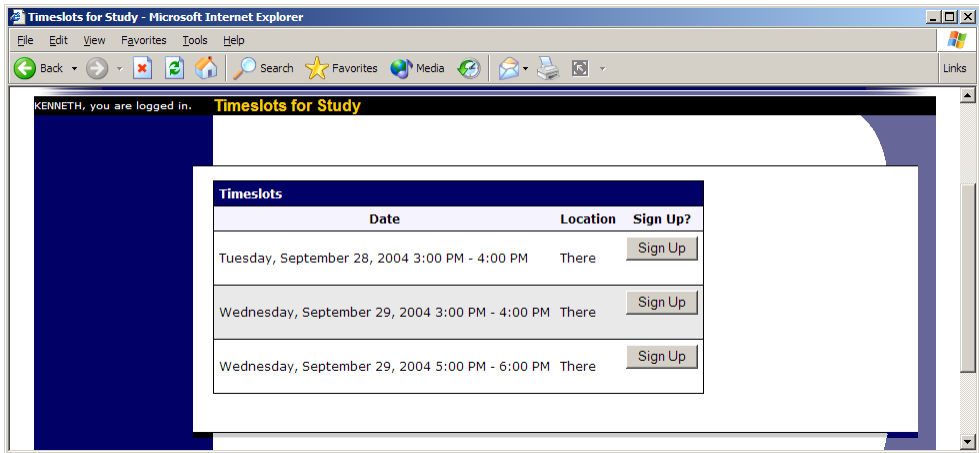 Timeslots for Study - Microsoft Internet Explorer
File Edit View Favorites Tools Help
Back Search Favorites Media Links
KENNETH, you are logged in. Timeslots for Study
Timeslots
Date Location Sign Up?
Tuesday, September 28, 2004 3:00 PM - 4:00 PM There Sign Up
Wednesday, September 29, 2004 3:00 PM - 4:00 PM There Sign Up
Wednesday, September 29, 2004 5:00 PM - 6:00 PM There Sign Up